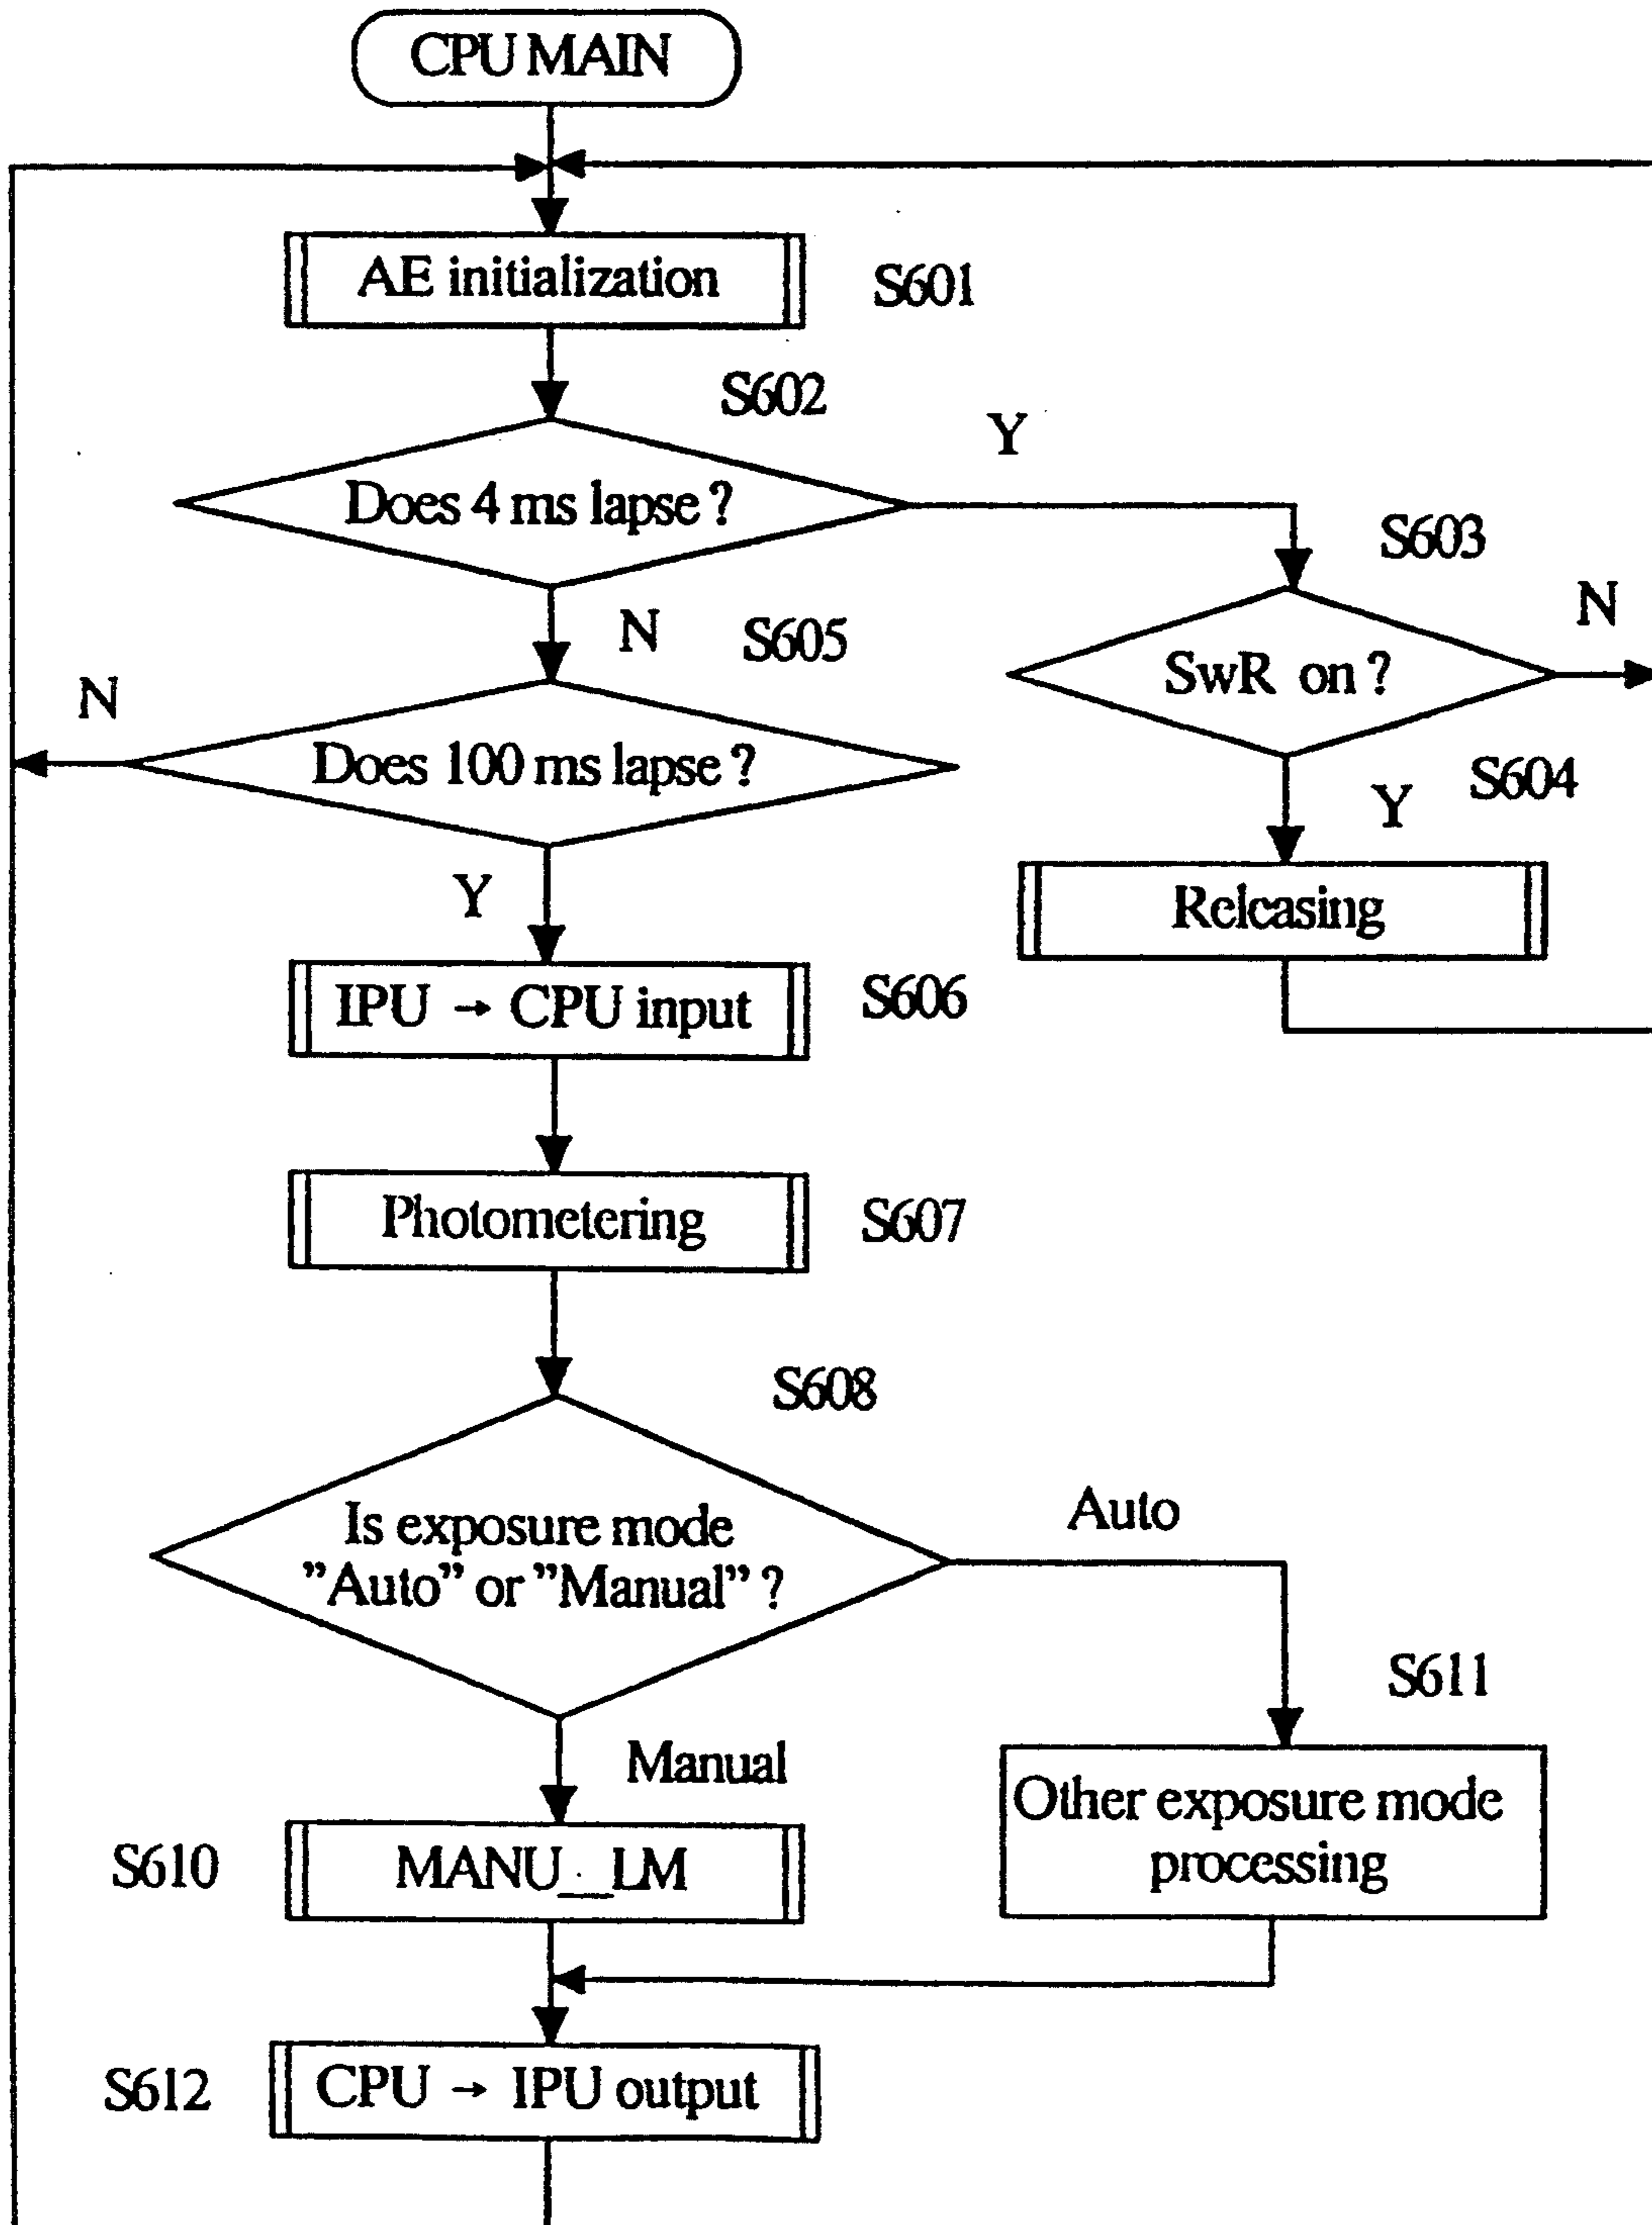 CPU MAIN
AE initialization
S601
S602
Y
Does 4 ms lapse ?
S603
N
S605
SwR on ?
N
N
Does 100 ms lapse ?
S604
Y
Y
Releasing
IPU → CPU input
S606
Photometering
S607
S608
Is exposure mode
"Auto" or "Manual" ?
Auto
S611
Manual
Other exposure mode
processing
S610
MANU__LM
S612
CPU → IPU output